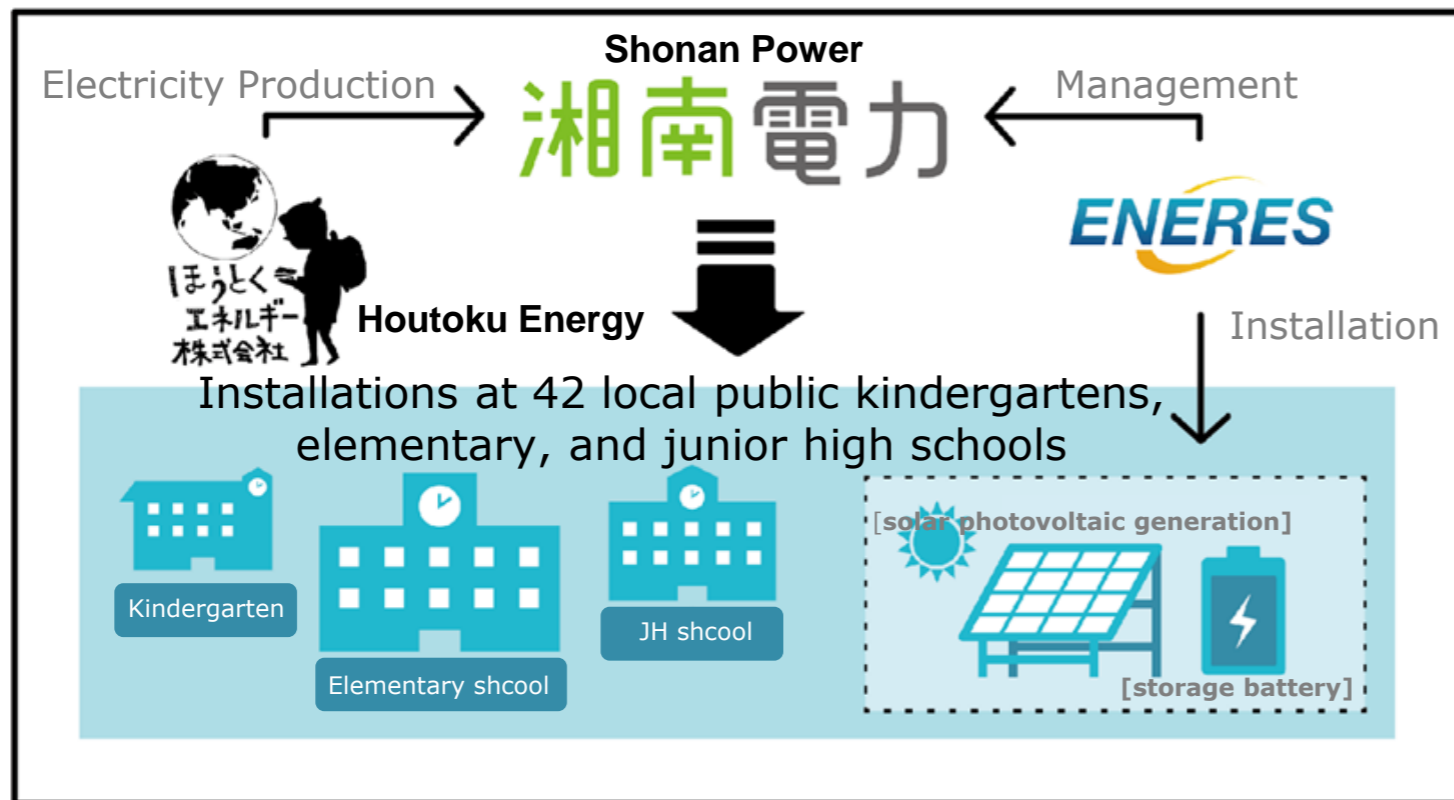 Shonan Power
Electricity Production
湘南電力
Management
ENERES
ほうとく
エネルギー
株式会社
Houtoku Energy
Installation
Installations at 42 local public kindergartens,
elementary, and junior high schools
[solar photovoltaic generation]
Kindergarten
Elementary shcool
JH shcool
[storage battery]